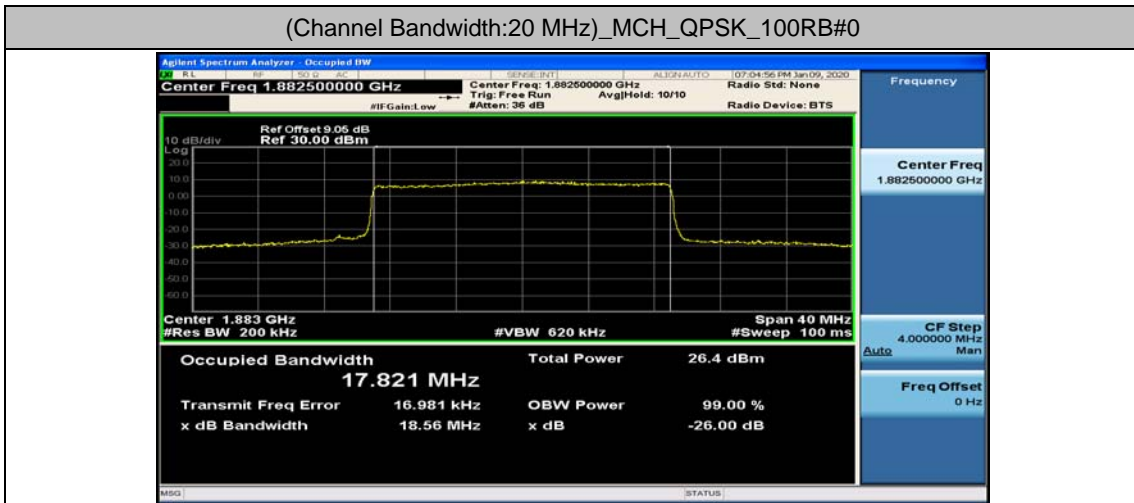 (Channel Bandwidth:20 MHz)_MCH_QPSK_100RB#0
Agilent Spectrum Analyzer - Occupied BW
LXI RL RF 50 Ω AC SENSE:INT ALIGN AUTO 07:04:56 PM Jan 09, 2020
Center Freq 1.882500000 GHz
Center Freq: 1.882500000 GHz
Radio Std: None
Trig: Free Run Avg|Hold: 10/10
#IFGain:Low #Atten: 36 dB
Radio Device: BTS
Ref Offset 9.05 dB
10 dB/div Ref 30.00 dBm
Log
20.0
10.0
0.00
-10.0
-20.0
-30.0
-40.0
-50.0
-60.0
Center 1.883 GHz Span 40 MHz
#Res BW 200 kHz #VBW 620 kHz #Sweep 100 ms
Occupied Bandwidth Total Power 26.4 dBm
17.821 MHz
Transmit Freq Error 16.981 kHz OBW Power 99.00 %
x dB Bandwidth 18.56 MHz x dB -26.00 dB
MSG STATUS
Frequency
Center Freq
1.882500000 GHz
CF Step
4.000000 MHz
Auto Man
Freq Offset
0 Hz